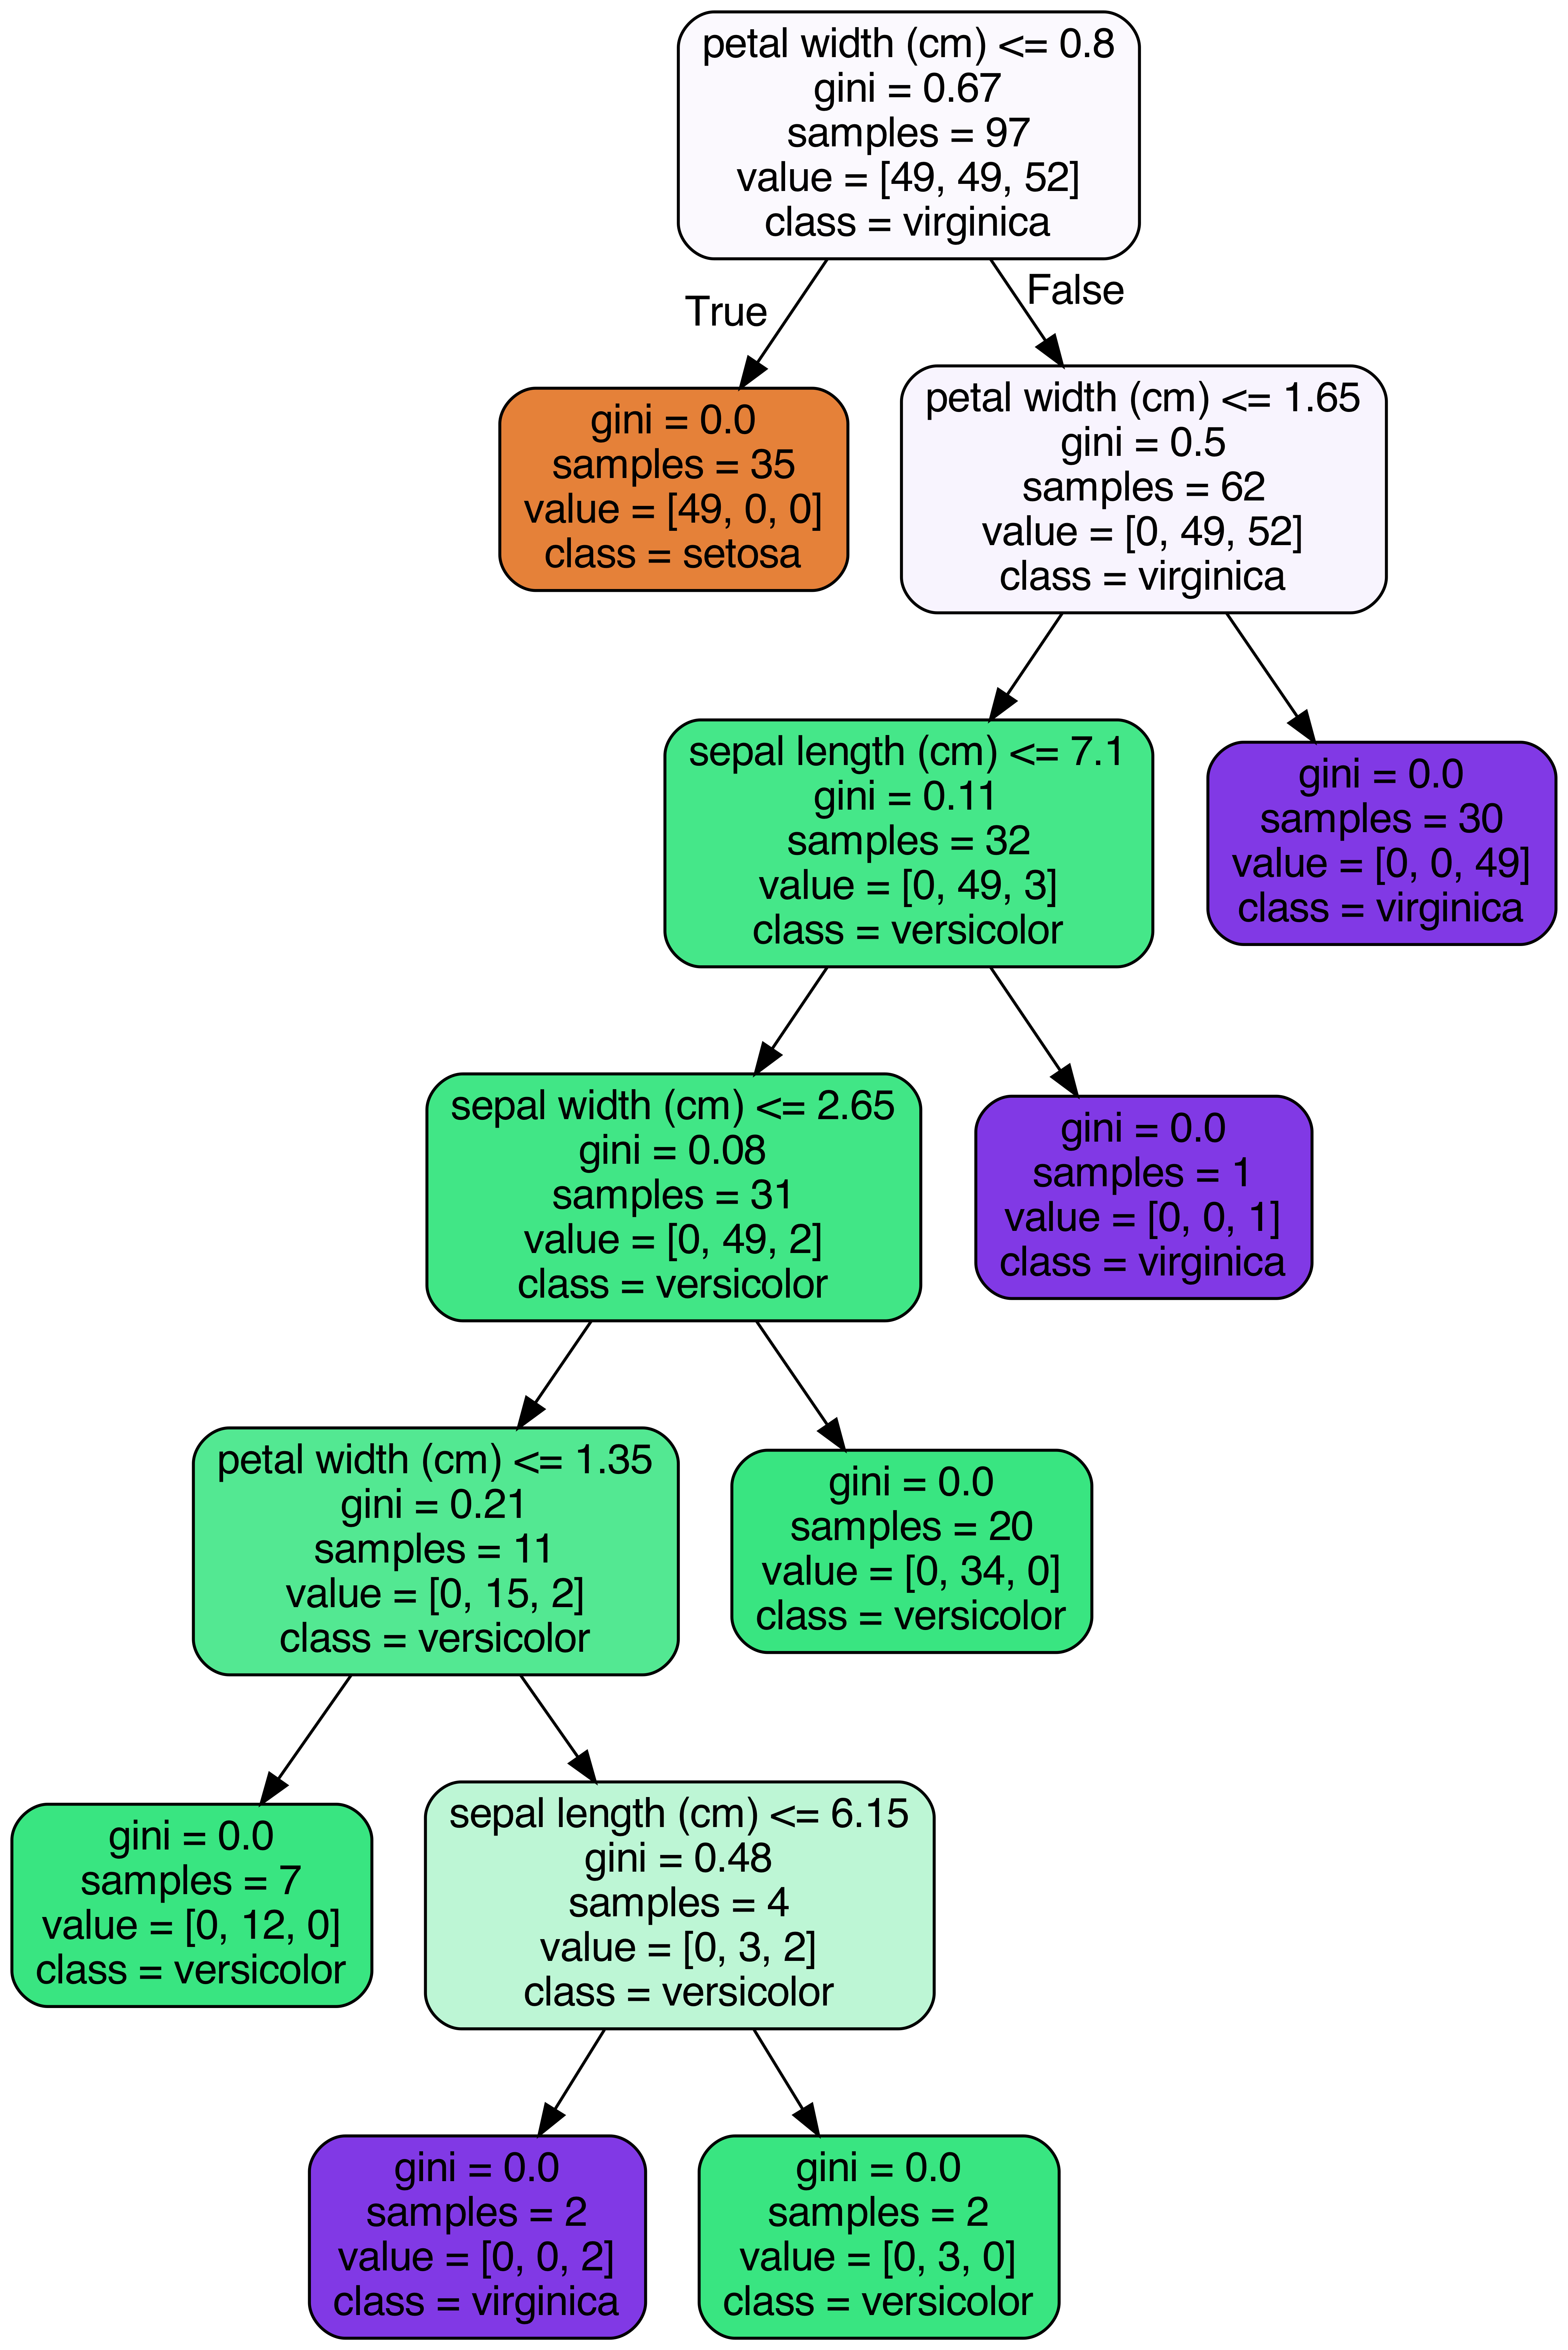 petal width (cm) <= 0.8
gini = 0.67
samples = 97
value = [49, 49, 52]
class = virginica
True
False
gini = 0.0
samples = 35
value = [49, 0, 0]
class = setosa
petal width (cm) <= 1.65
gini = 0.5
samples = 62
value = [0, 49, 52]
class = virginica
sepal length (cm) <= 7.1
gini = 0.11
samples = 32
value = [0, 49, 3]
class = versicolor
gini = 0.0
samples = 30
value = [0, 0, 49]
class = virginica
sepal width (cm) <= 2.65
gini = 0.08
samples = 31
value = [0, 49, 2]
class = versicolor
gini = 0.0
samples = 1
value = [0, 0, 1]
class = virginica
petal width (cm) <= 1.35
gini = 0.21
samples = 11
value = [0, 15, 2]
class = versicolor
gini = 0.0
samples = 20
value = [0, 34, 0]
class = versicolor
gini = 0.0
samples = 7
value = [0, 12, 0]
class = versicolor
sepal length (cm) <= 6.15
gini = 0.48
samples = 4
value = [0, 3, 2]
class = versicolor
gini = 0.0
samples = 2
value = [0, 0, 2]
class = virginica
gini = 0.0
samples = 2
value = [0, 3, 0]
class = versicolor